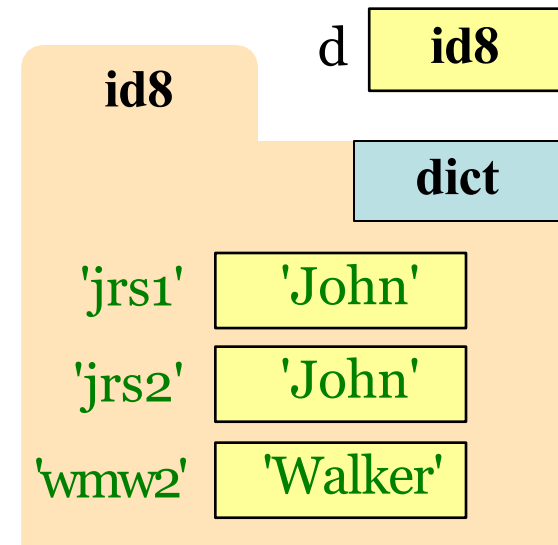 d id8
id8
dict
'jrs1' 'John'
'jrs2' 'John'
'wmw2' 'Walker'